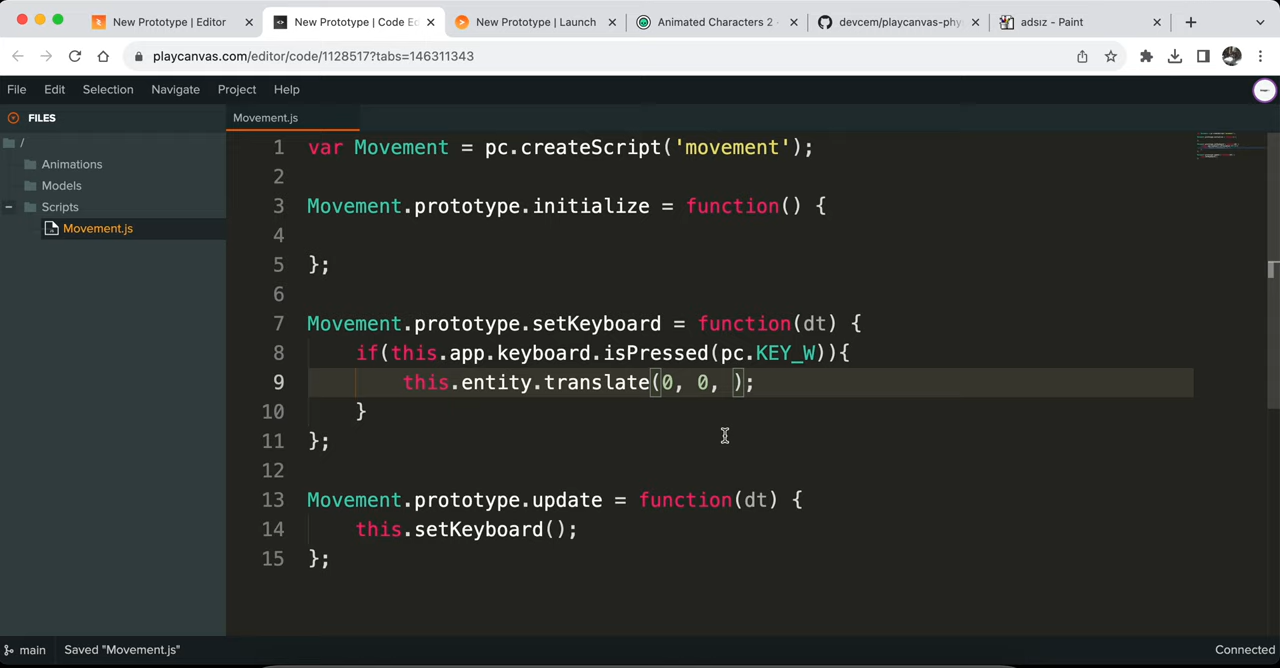 New Prototype | Editor
New Prototype | Code Ec
New Prototype | Launch
Animated Characters 2
devcem/playcanvas-phy
adsız - Paint
playcanvas.com/editor/code/1128517?tabs=146311343
File Edit Selection Navigate Project Help
FILES
/
Animations
Models
Scripts
Movement.js
Movement.js
1 var Movement = pc.createScript('movement');
2
3 Movement.prototype.initialize = function() {
4
5 };
6
7 Movement.prototype.setKeyboard = function(dt) {
8 if(this.app.keyboard.isPressed(pc.KEY_W)){
9 this.entity.translate(0, 0, );
10 }
11 };
12
13 Movement.prototype.update = function(dt) {
14 this.setKeyboard();
15 };
main Saved "Movement.js" Connected